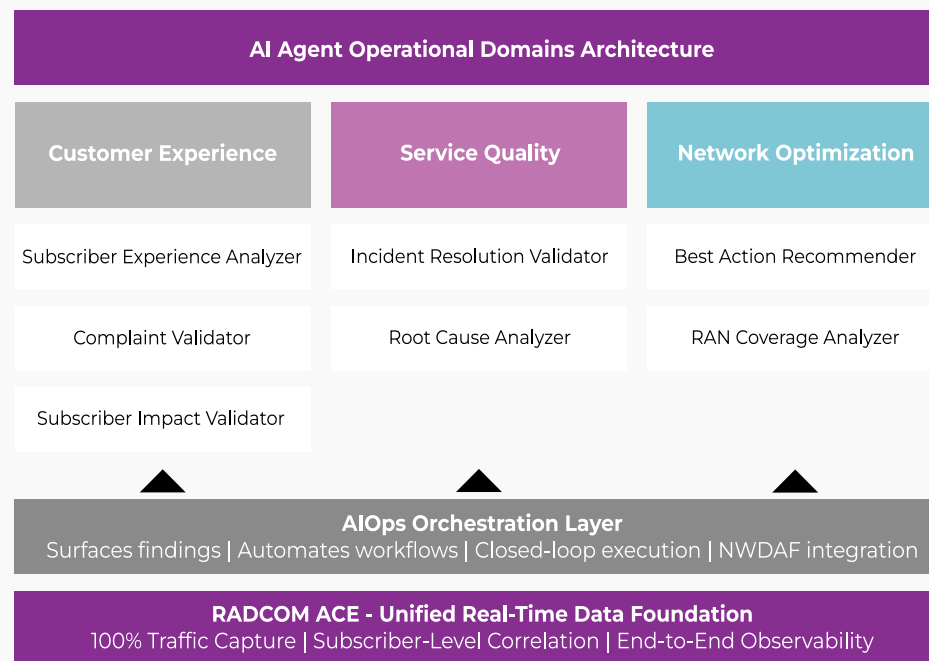 AI Agent Operational Domains Architecture
Customer Experience
Service Quality
Network Optimization
Subscriber Experience Analyzer
Incident Resolution Validator
Best Action Recommender
Complaint Validator
Root Cause Analyzer
RAN Coverage Analyzer
Subscriber Impact Validator
AIOps Orchestration Layer
Surfaces findings | Automates workflows | Closed-loop execution | NWDAF integration
RADCOM ACE - Unified Real-Time Data Foundation
100% Traffic Capture | Subscriber-Level Correlation | End-to-End Observability